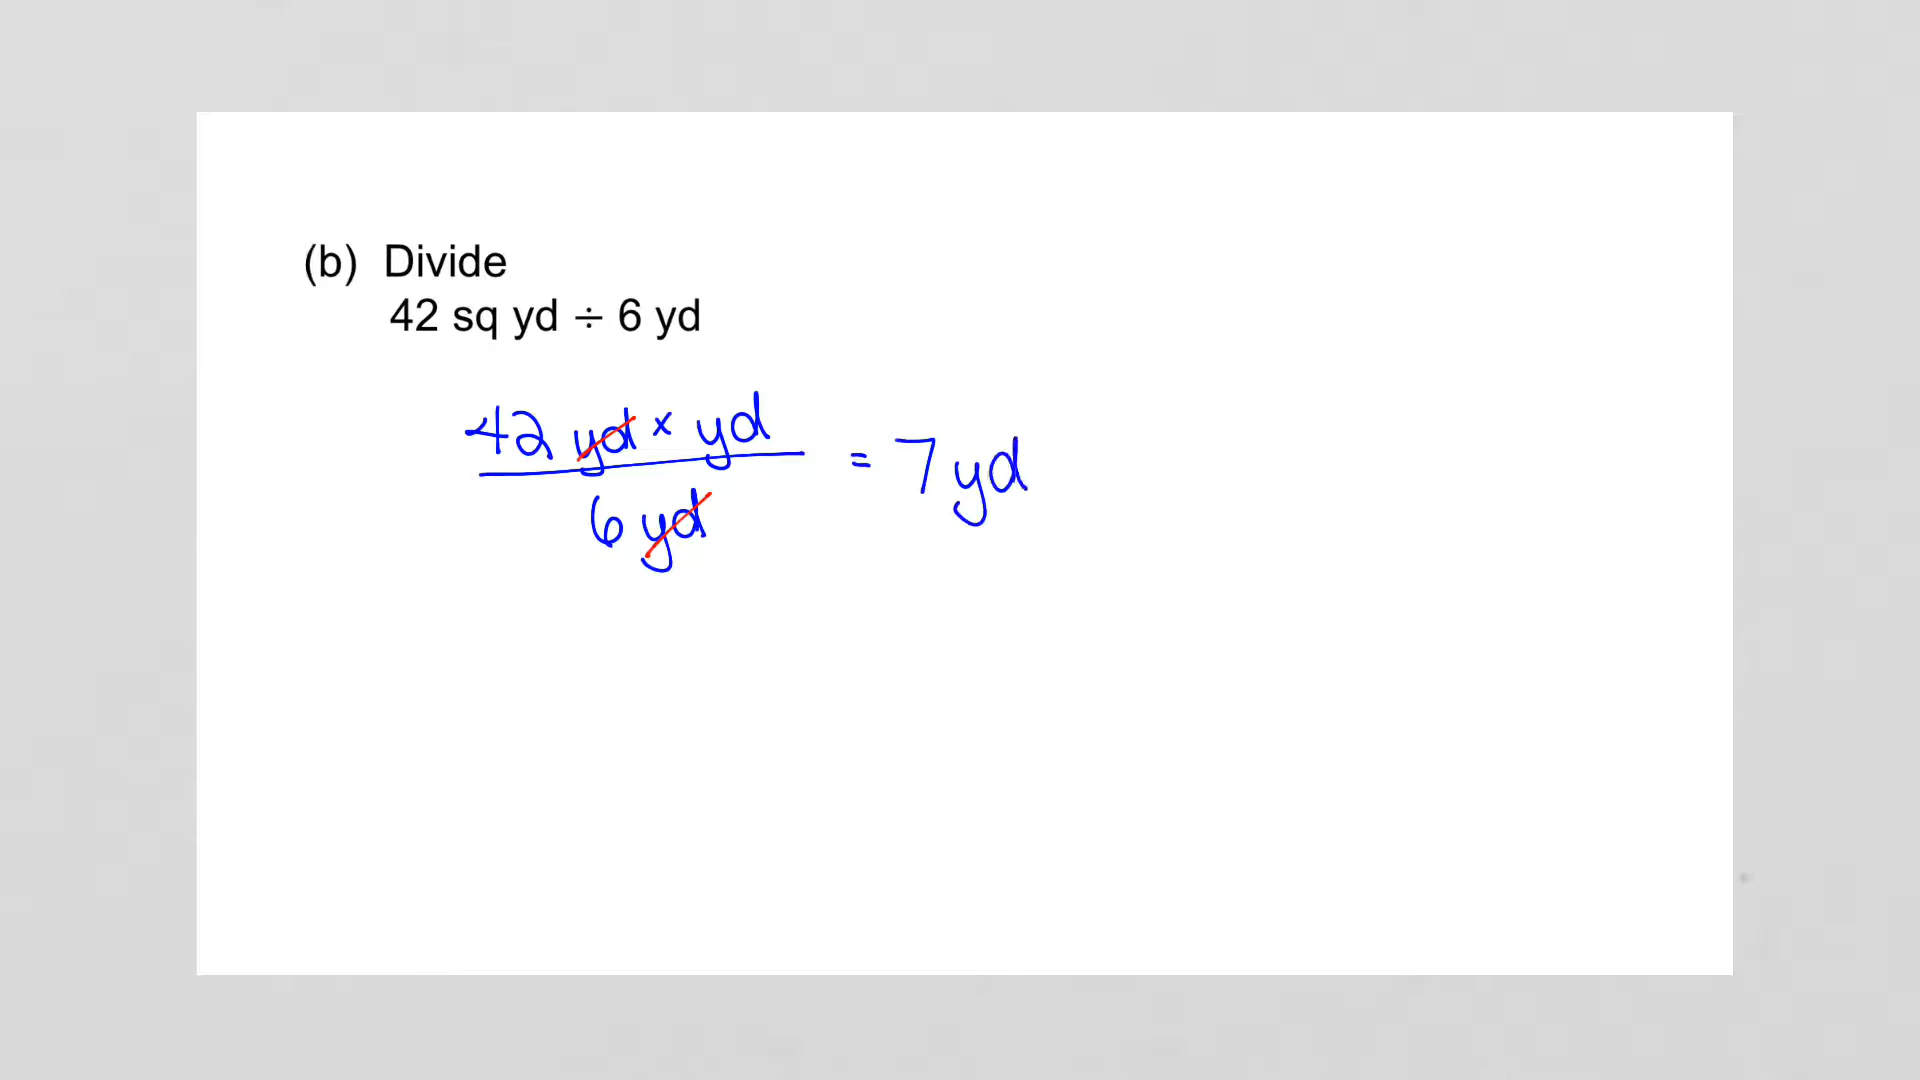 (b) Divide
42 sq yd ÷ 6 yd
42 yd × yd
6 yd
= 7 yd